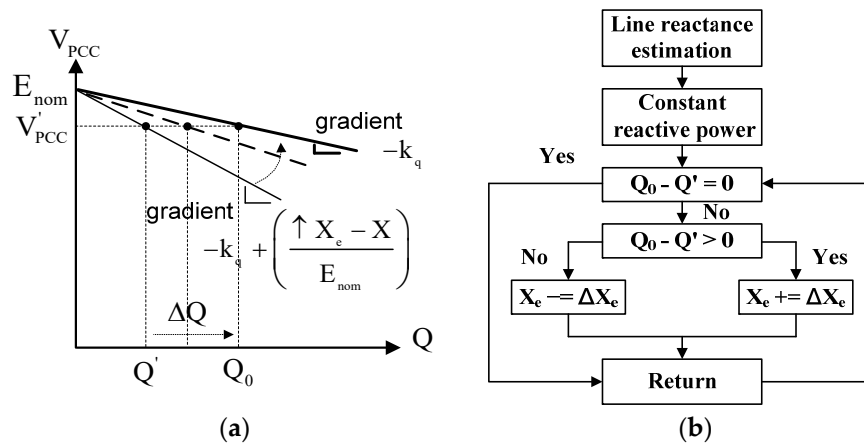 V_PCC
E_nom
V'_PCC
gradient
−k_q
gradient
−k_q + ( (↑ X_e − X) / E_nom )
ΔQ
Q
Q'
Q_0
(a)
Line reactance
estimation
Constant
reactive power
Yes
Q_0 - Q' = 0
No
Q_0 - Q' > 0
No
Yes
X_e −= ΔX_e
X_e += ΔX_e
Return
(b)